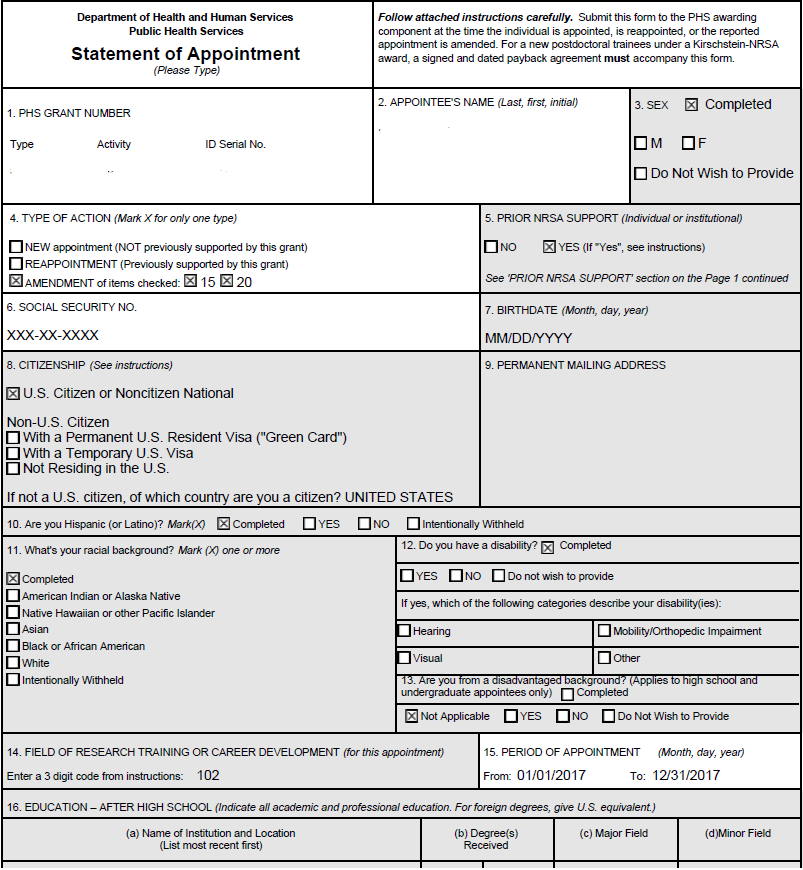 Department of Health and Human Services
Public Health Services
Statement of Appointment
(Please Type)
Follow attached instructions carefully. Submit this form to the PHS awarding
component at the time the individual is appointed, is reappointed, or the reported
appointment is amended. For a new postdoctoral trainees under a Kirschstein-NRSA
award, a signed and dated payback agreement must accompany this form.
1. PHS GRANT NUMBER
Type Activity ID Serial No.
2. APPOINTEE'S NAME (Last, first, initial)
3. SEX Completed
M F
Do Not Wish to Provide
4. TYPE OF ACTION (Mark X for only one type)
NEW appointment (NOT previously supported by this grant)
REAPPOINTMENT (Previously supported by this grant)
AMENDMENT of items checked: 15 20
5. PRIOR NRSA SUPPORT (Individual or institutional)
NO YES (If "Yes", see instructions)
See 'PRIOR NRSA SUPPORT' section on the Page 1 continued
6. SOCIAL SECURITY NO.
XXX-XX-XXXX
7. BIRTHDATE (Month, day, year)
MM/DD/YYYY
8. CITIZENSHIP (See instructions)
U.S. Citizen or Noncitizen National
Non-U.S. Citizen
With a Permanent U.S. Resident Visa ("Green Card")
With a Temporary U.S. Visa
Not Residing in the U.S.
If not a U.S. citizen, of which country are you a citizen? UNITED STATES
9. PERMANENT MAILING ADDRESS
10. Are you Hispanic (or Latino)? Mark(X) Completed YES NO Intentionally Withheld
11. What's your racial background? Mark (X) one or more
Completed
American Indian or Alaska Native
Native Hawaiian or other Pacific Islander
Asian
Black or African American
White
Intentionally Withheld
12. Do you have a disability? Completed
YES NO Do not wish to provide
If yes, which of the following categories describe your disability(ies):
Hearing Mobility/Orthopedic Impairment
Visual Other
13. Are you from a disadvantaged background? (Applies to high school and
undergraduate appointees only) Completed
Not Applicable YES NO Do Not Wish to Provide
14. FIELD OF RESEARCH TRAINING OR CAREER DEVELOPMENT (for this appointment)
Enter a 3 digit code from instructions: 102
15. PERIOD OF APPOINTMENT (Month, day, year)
From: 01/01/2017 To: 12/31/2017
16. EDUCATION – AFTER HIGH SCHOOL (Indicate all academic and professional education. For foreign degrees, give U.S. equivalent.)
(a) Name of Institution and Location
(List most recent first)
(b) Degree(s)
Received
(c) Major Field
(d)Minor Field